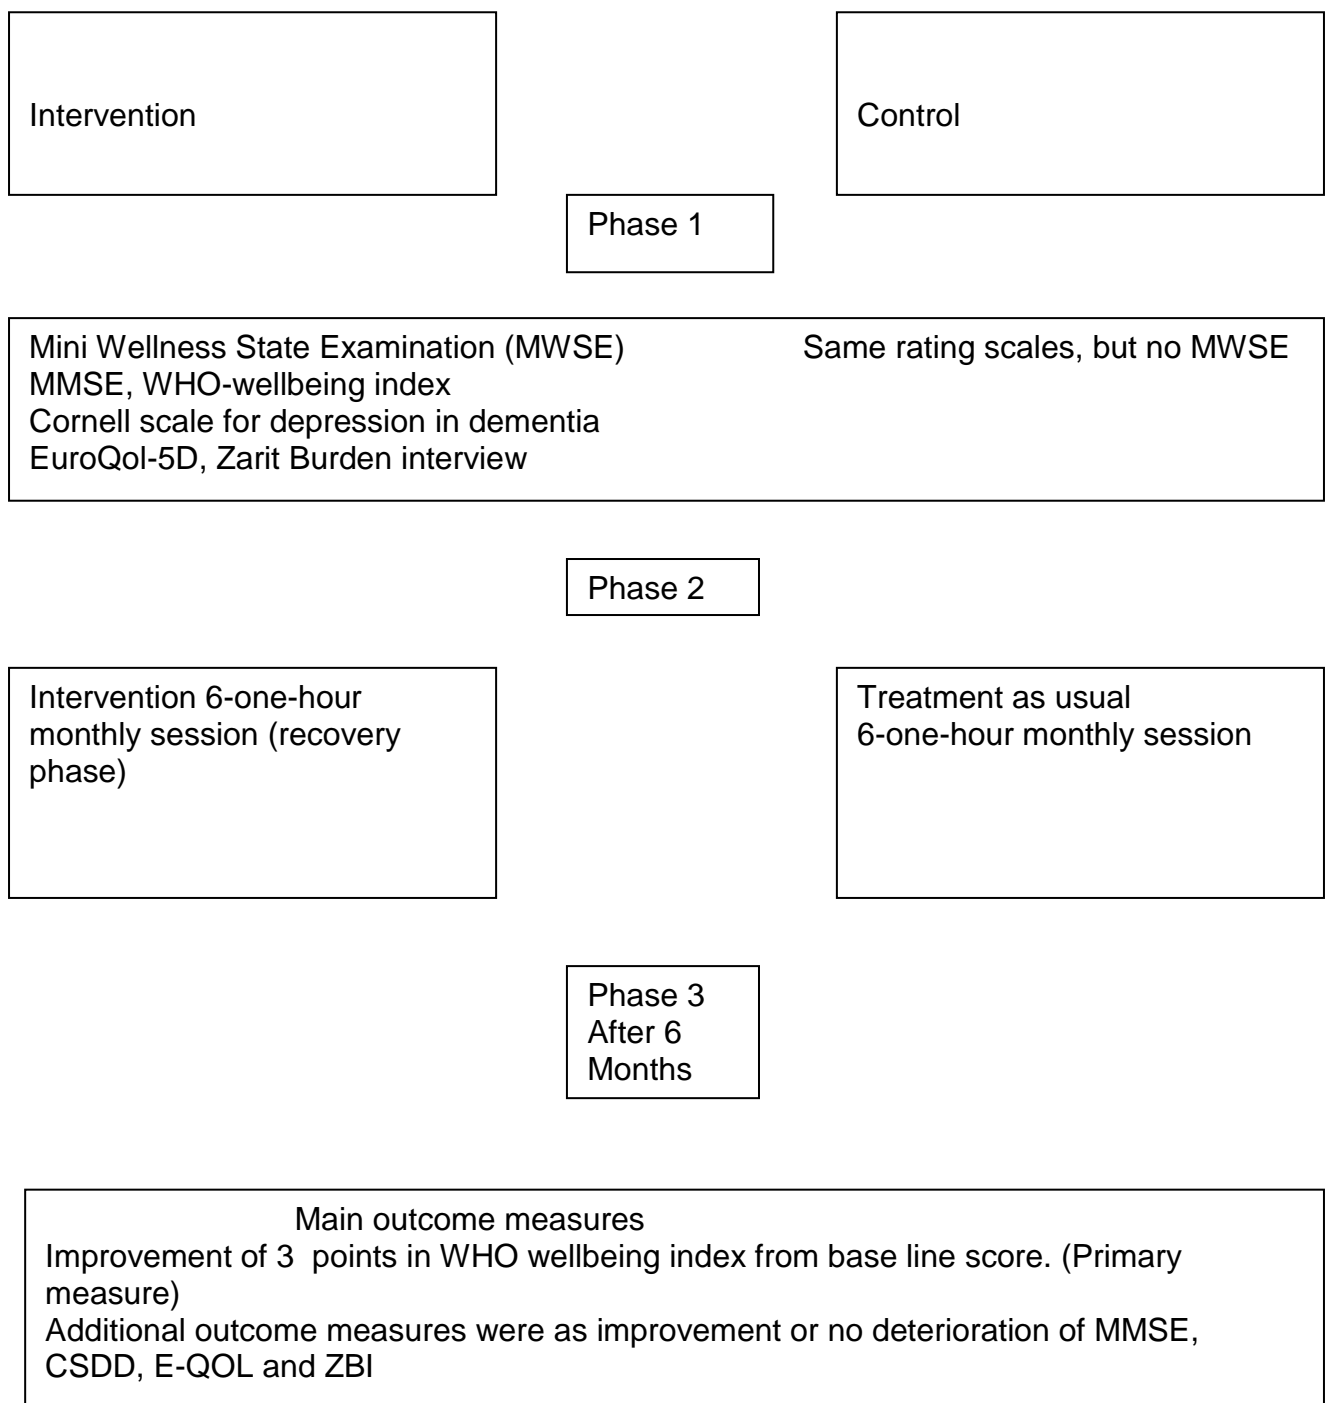 Intervention
Control
Phase 1
Mini Wellness State Examination (MWSE) Same rating scales, but no MWSE
MMSE, WHO-wellbeing index
Cornell scale for depression in dementia
EuroQol-5D, Zarit Burden interview
Phase 2
Intervention 6-one-hour
monthly session (recovery
phase)
Treatment as usual
6-one-hour monthly session
Phase 3
After 6
Months
Main outcome measures
Improvement of 3 points in WHO wellbeing index from base line score. (Primary
measure)
Additional outcome measures were as improvement or no deterioration of MMSE,
CSDD, E-QOL and ZBI